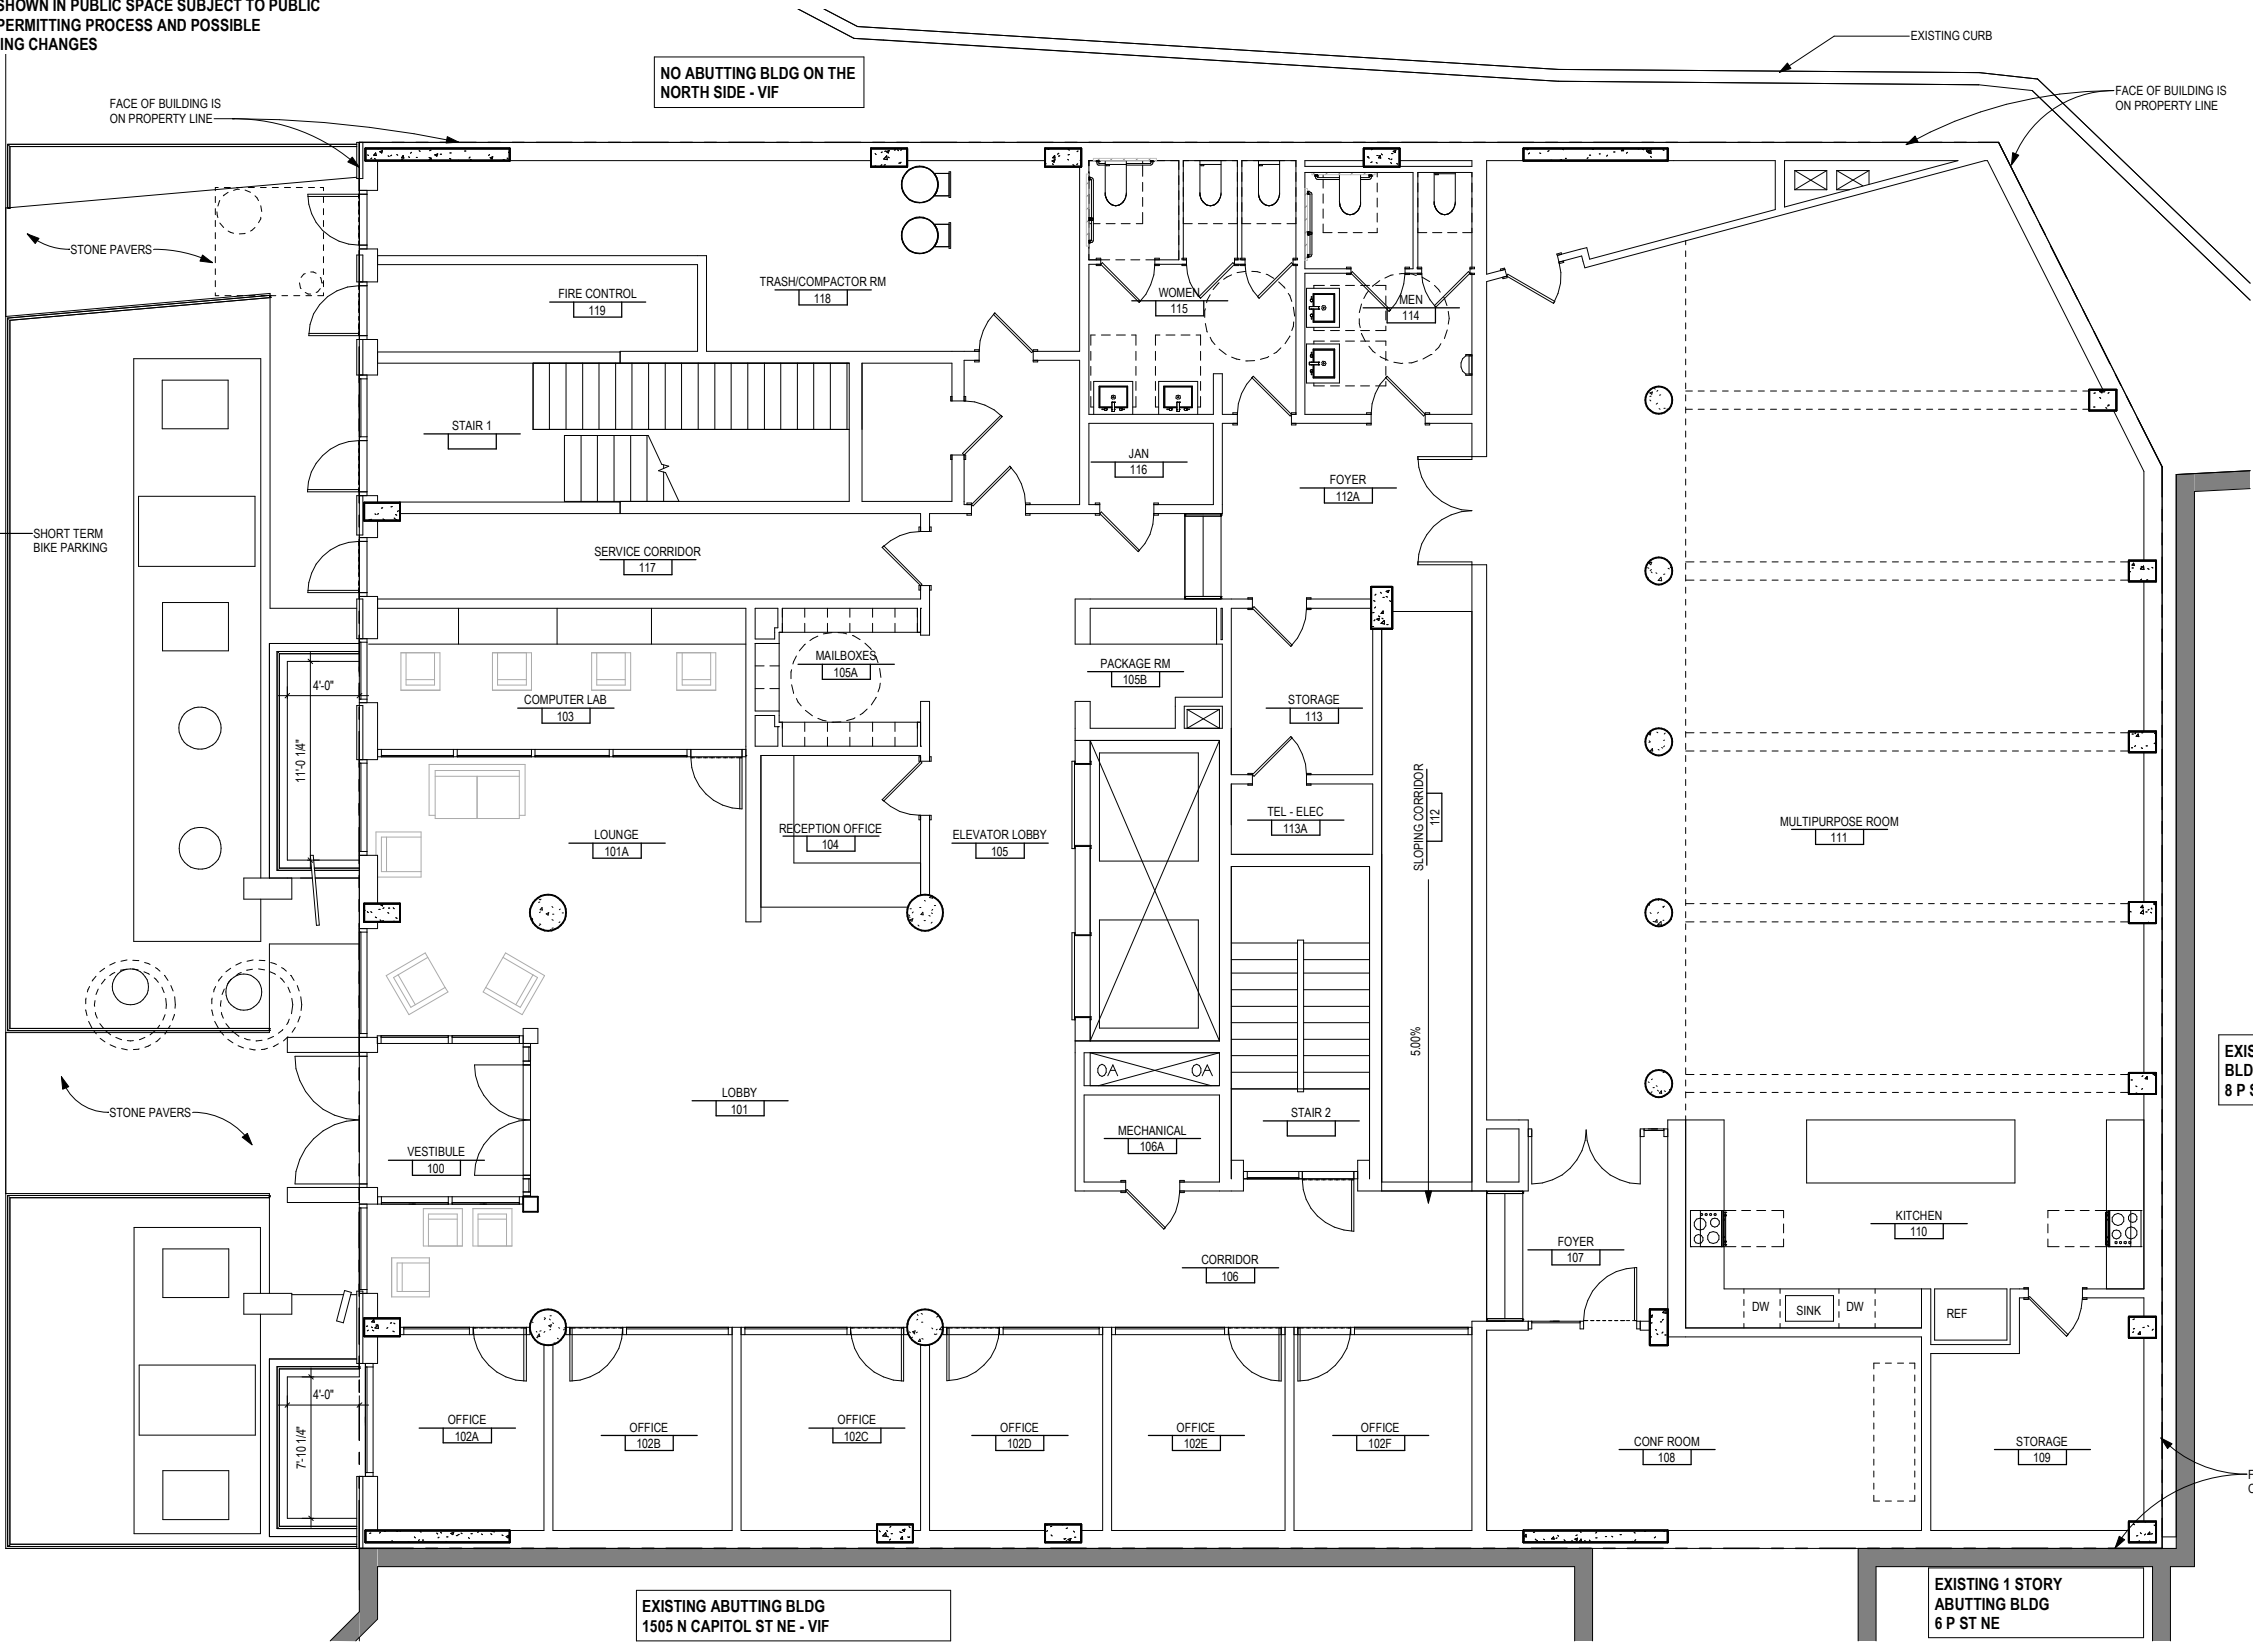 SHOWN IN PUBLIC SPACE SUBJECT TO PUBLIC
PERMITTING PROCESS AND POSSIBLE
ING CHANGES
NO ABUTTING BLDG ON THE
NORTH SIDE - VIF
EXISTING CURB
FACE OF BUILDING IS
ON PROPERTY LINE
FACE OF BUILDING IS
ON PROPERTY LINE
STONE PAVERS
FIRE CONTROL
119
TRASH/COMPACTOR RM
118
WOMEN
115
MEN
114
STAIR 1
JAN
116
FOYER
112A
SHORT TERM
BIKE PARKING
SERVICE CORRIDOR
117
MAILBOXES
105A
PACKAGE RM
105B
4'-0"
COMPUTER LAB
103
STORAGE
113
11'-0 1/4"
LOUNGE
101A
RECEPTION OFFICE
104
ELEVATOR LOBBY
105
TEL - ELEC
113A
SLOPING CORRIDOR
112
MULTIPURPOSE ROOM
111
5.00%
OA
OA
EXIS
BLD
8 P S
STONE PAVERS
LOBBY
101
MECHANICAL
106A
STAIR 2
VESTIBULE
100
KITCHEN
110
FOYER
107
CORRIDOR
106
DW
SINK
DW
REF
4'-0"
7'-10 1/4"
OFFICE
102A
OFFICE
102B
OFFICE
102C
OFFICE
102D
OFFICE
102E
OFFICE
102F
CONF ROOM
108
STORAGE
109
F
EXISTING ABUTTING BLDG
1505 N CAPITOL ST NE - VIF
EXISTING 1 STORY
ABUTTING BLDG
6 P ST NE